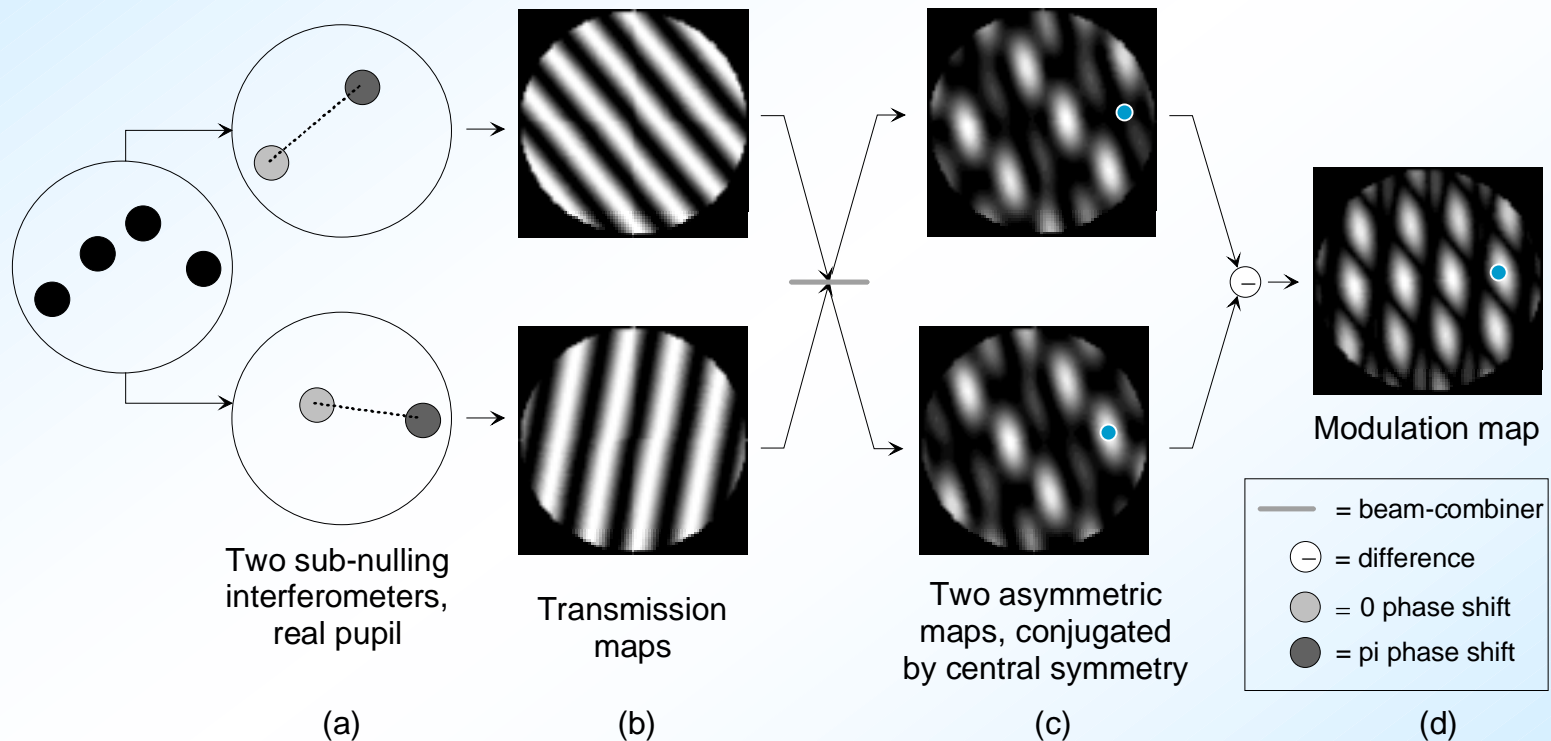 Two sub-nulling
interferometers,
real pupil
Transmission
maps
Two asymmetric
maps, conjugated
by central symmetry
Modulation map
= beam-combiner
– = difference
= 0 phase shift
= pi phase shift
–
(a)
(b)
(c)
(d)